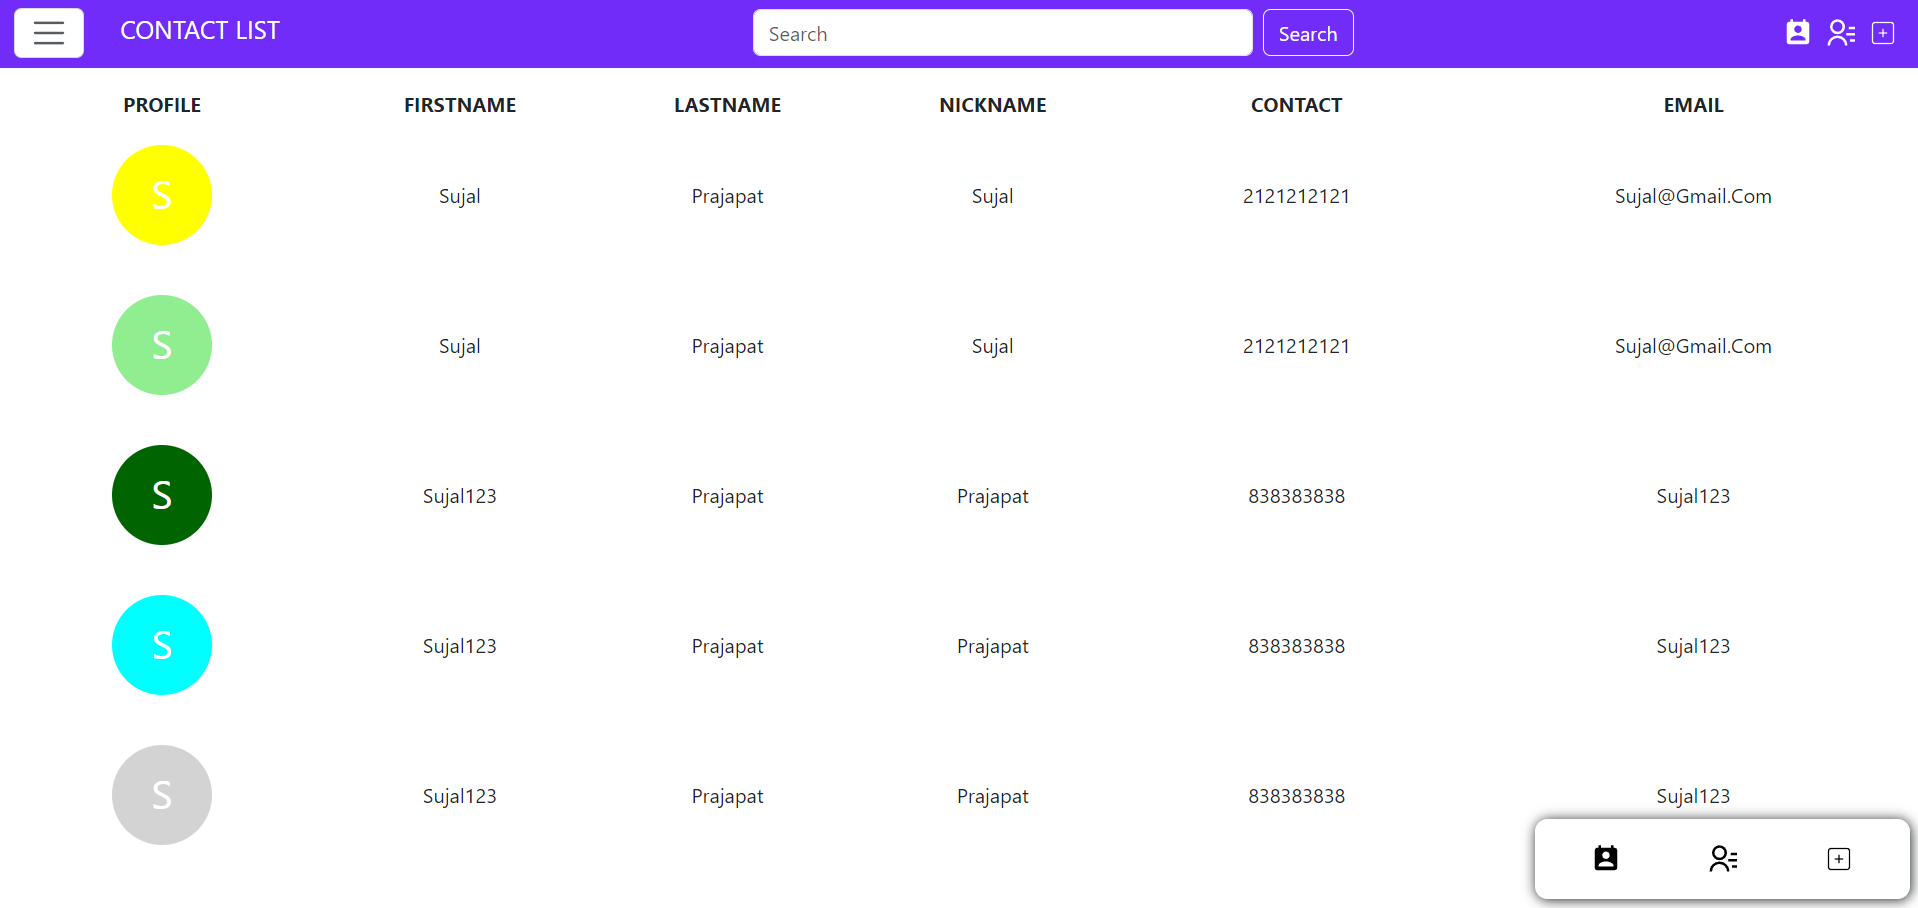 CONTACT LIST Search Search
PROFILE FIRSTNAME LASTNAME NICKNAME CONTACT EMAIL
S Sujal Prajapat Sujal 2121212121 Sujal@Gmail.Com
S Sujal Prajapat Sujal 2121212121 Sujal@Gmail.Com
S Sujal123 Prajapat Prajapat 838383838 Sujal123
S Sujal123 Prajapat Prajapat 838383838 Sujal123
S Sujal123 Prajapat Prajapat 838383838 Sujal123